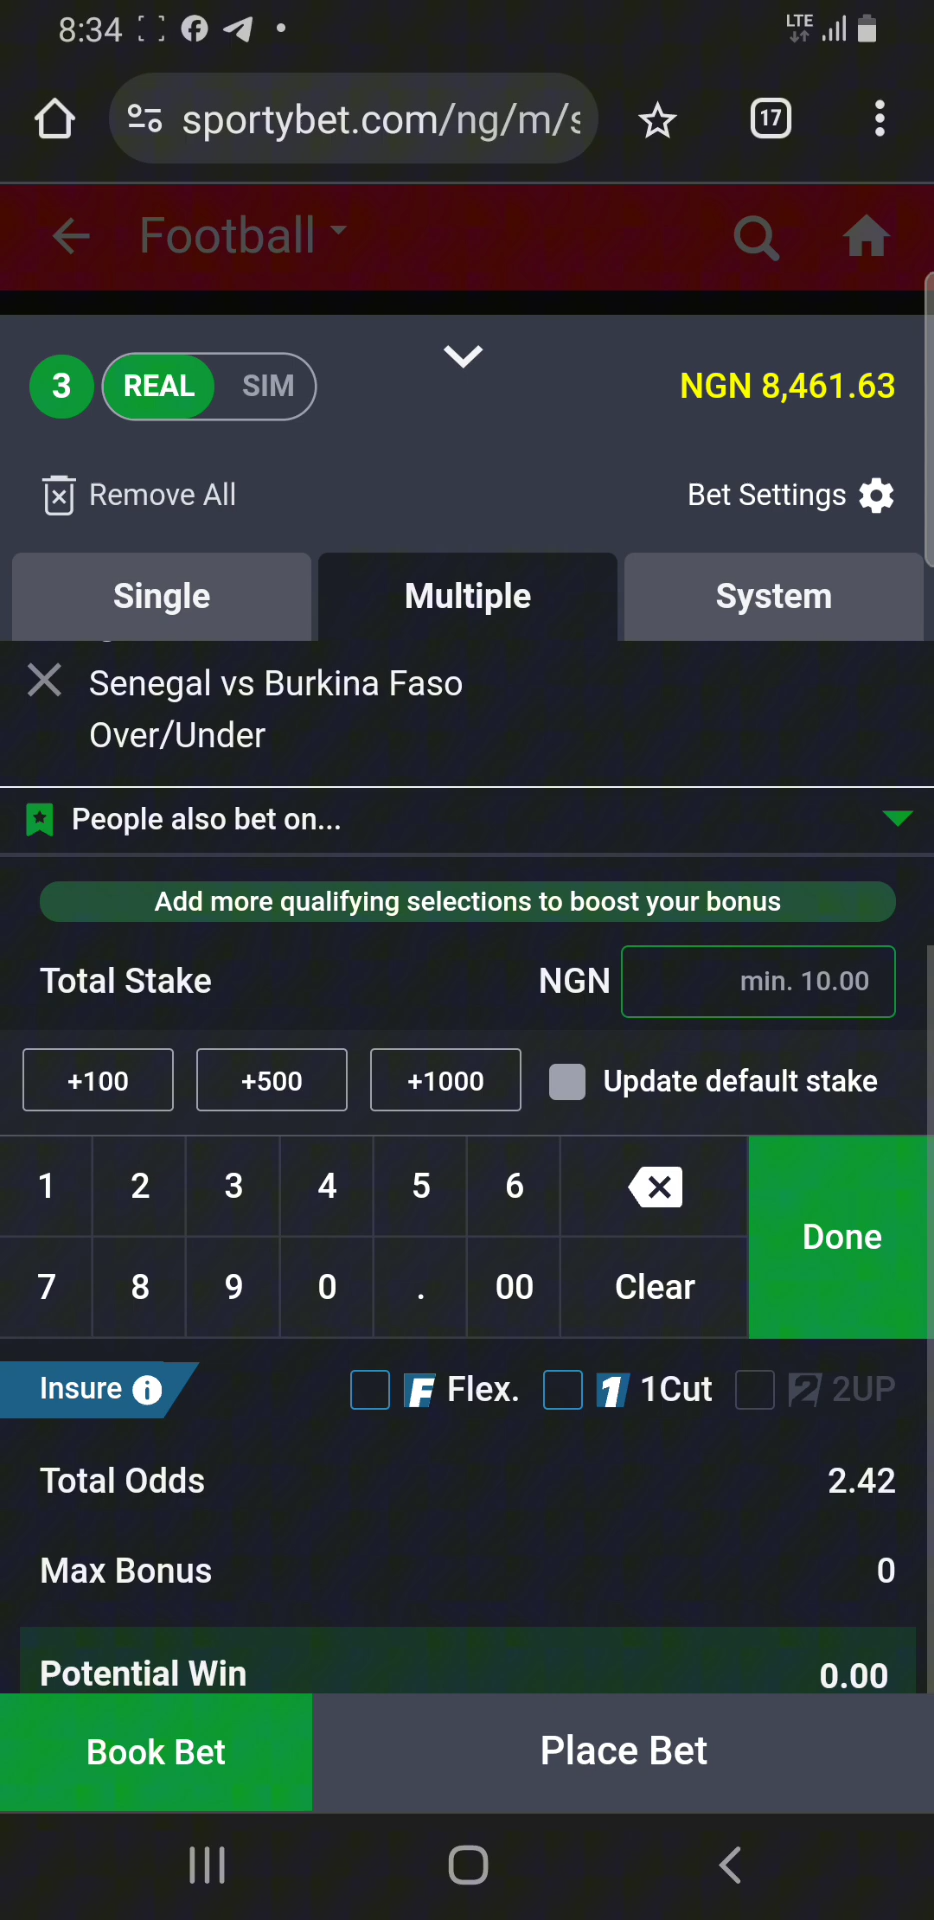 8:34
LTE
sportybet.com/ng/m/s
17
Football
3
REAL
SIM
NGN 8,461.63
Remove All
Bet Settings
Single
Multiple
System
Senegal vs Burkina Faso
Over/Under
People also bet on...
Add more qualifying selections to boost your bonus
Total Stake
NGN
min. 10.00
+100
+500
+1000
Update default stake
1 2 3 4 5 6
Done
7 8 9 0 . 00 Clear
Insure
F Flex.
1 1Cut
2 2UP
Total Odds
2.42
Max Bonus
0
Potential Win
0.00
Book Bet
Place Bet